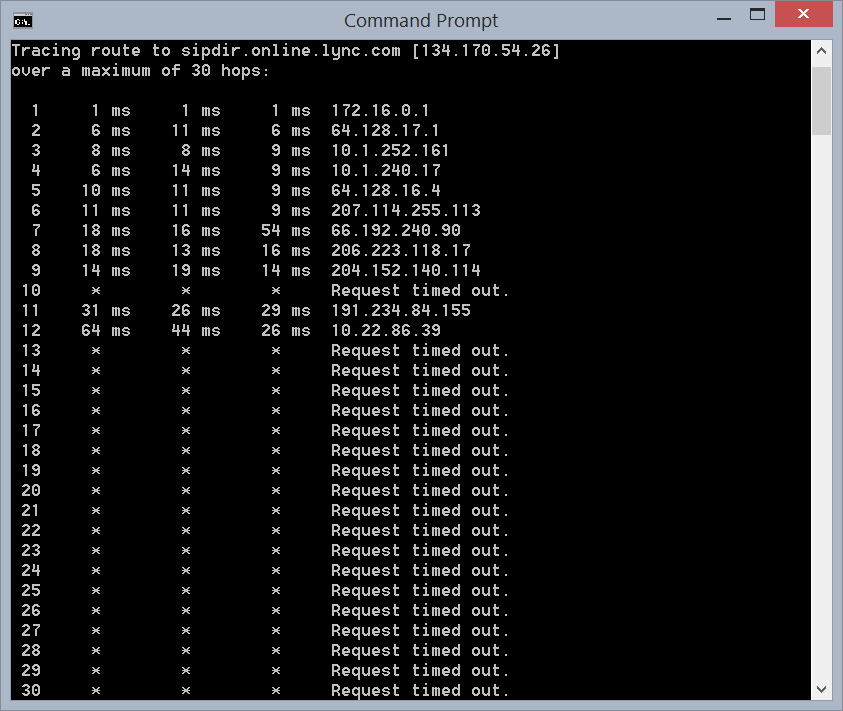 Command Prompt
Tracing route to sipdir.online.lync.com [134.170.54.26]
over a maximum of 30 hops:
1 1 ms 1 ms 1 ms 172.16.0.1
2 6 ms 11 ms 6 ms 64.128.17.1
3 8 ms 8 ms 9 ms 10.1.252.161
4 6 ms 14 ms 9 ms 10.1.240.17
5 10 ms 11 ms 9 ms 64.128.16.4
6 11 ms 11 ms 9 ms 207.114.255.113
7 18 ms 16 ms 54 ms 66.192.240.90
8 18 ms 13 ms 16 ms 206.223.118.17
9 14 ms 19 ms 14 ms 204.152.140.114
10 * * * Request timed out.
11 31 ms 26 ms 29 ms 191.234.84.155
12 64 ms 44 ms 26 ms 10.22.86.39
13 * * * Request timed out.
14 * * * Request timed out.
15 * * * Request timed out.
16 * * * Request timed out.
17 * * * Request timed out.
18 * * * Request timed out.
19 * * * Request timed out.
20 * * * Request timed out.
21 * * * Request timed out.
22 * * * Request timed out.
23 * * * Request timed out.
24 * * * Request timed out.
25 * * * Request timed out.
26 * * * Request timed out.
27 * * * Request timed out.
28 * * * Request timed out.
29 * * * Request timed out.
30 * * * Request timed out.